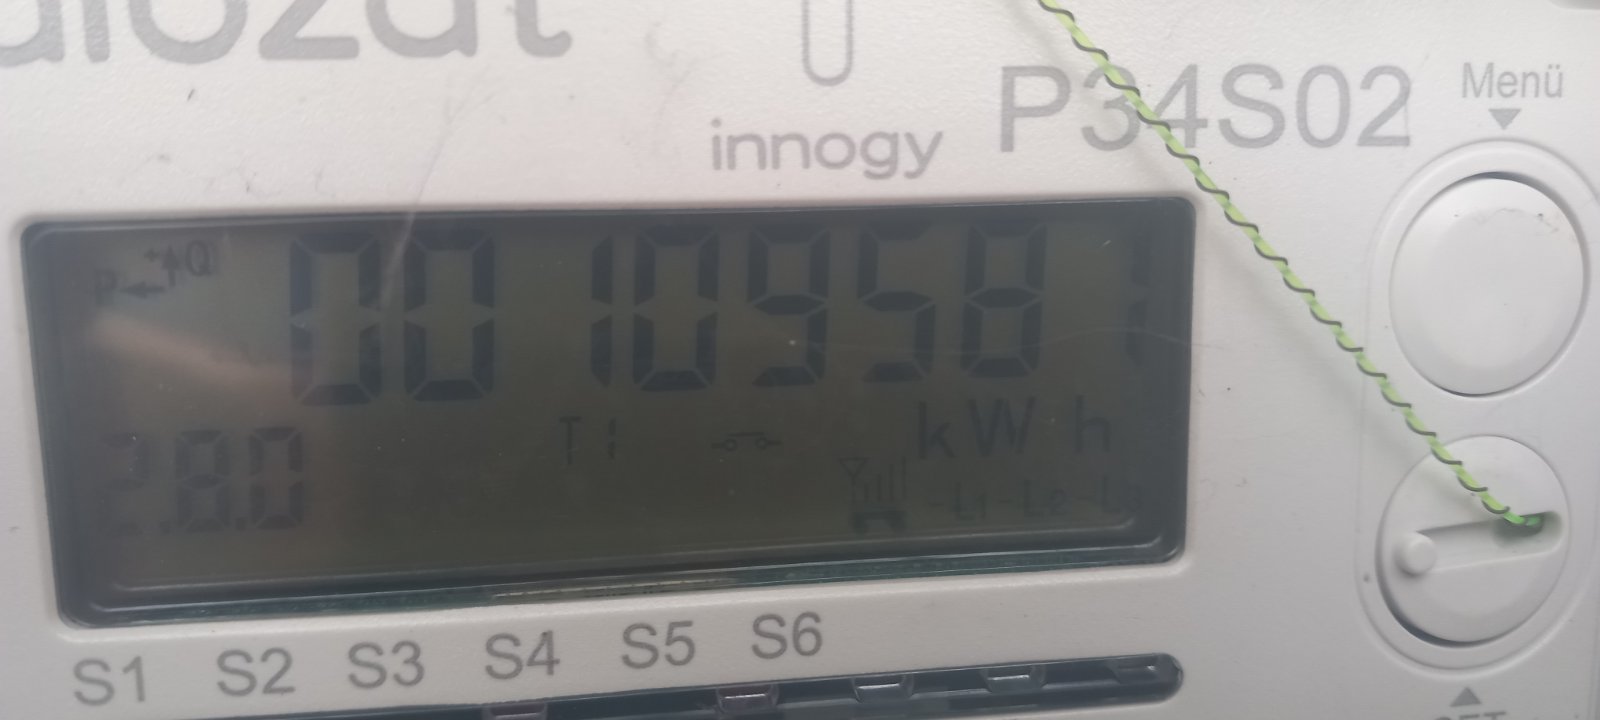 P34S02
Menü
innogy
+Q
P
00109581
2.8.0
T1
kWh
-L1-L2-L3
S1 S2 S3 S4 S5 S6